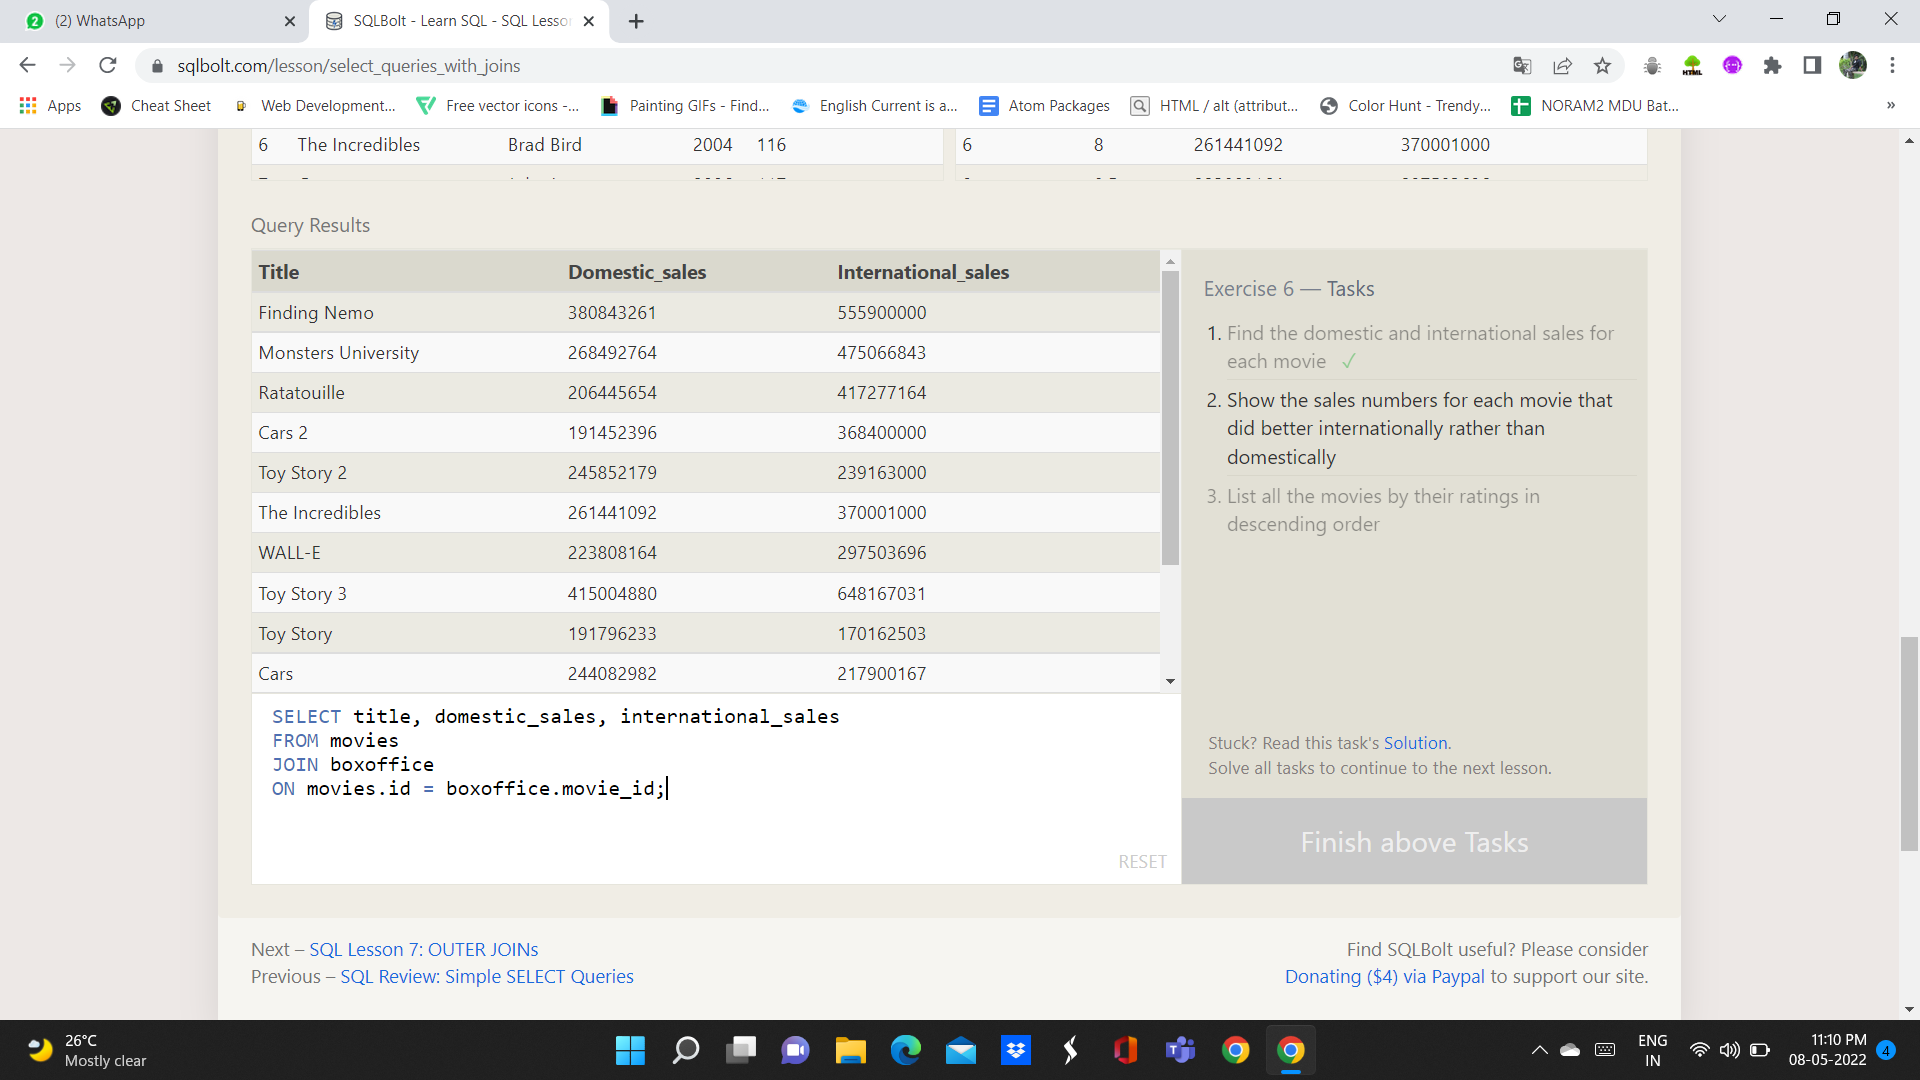 (2) WhatsApp
SQLBolt - Learn SQL - SQL Lesson
sqlbolt.com/lesson/select_queries_with_joins
Apps Cheat Sheet Web Development... Free vector icons -... Painting GIFs - Find... English Current is a... Atom Packages HTML / alt (attribut... Color Hunt - Trendy... NORAM2 MDU Bat... »
6 The Incredibles Brad Bird 2004 116
6 8 261441092 370001000
Query Results
Title Domestic_sales International_sales
Finding Nemo 380843261 555900000
Monsters University 268492764 475066843
Ratatouille 206445654 417277164
Cars 2 191452396 368400000
Toy Story 2 245852179 239163000
The Incredibles 261441092 370001000
WALL-E 223808164 297503696
Toy Story 3 415004880 648167031
Toy Story 191796233 170162503
Cars 244082982 217900167
SELECT title, domestic_sales, international_sales
FROM movies
JOIN boxoffice
ON movies.id = boxoffice.movie_id;
RESET
Exercise 6 — Tasks
1. Find the domestic and international sales for
each movie ✓
2. Show the sales numbers for each movie that
did better internationally rather than
domestically
3. List all the movies by their ratings in
descending order
Stuck? Read this task's Solution.
Solve all tasks to continue to the next lesson.
Finish above Tasks
Next – SQL Lesson 7: OUTER JOINs
Previous – SQL Review: Simple SELECT Queries
Find SQLBolt useful? Please consider
Donating ($4) via Paypal to support our site.
26°C
Mostly clear
ENG
IN
11:10 PM
08-05-2022
4